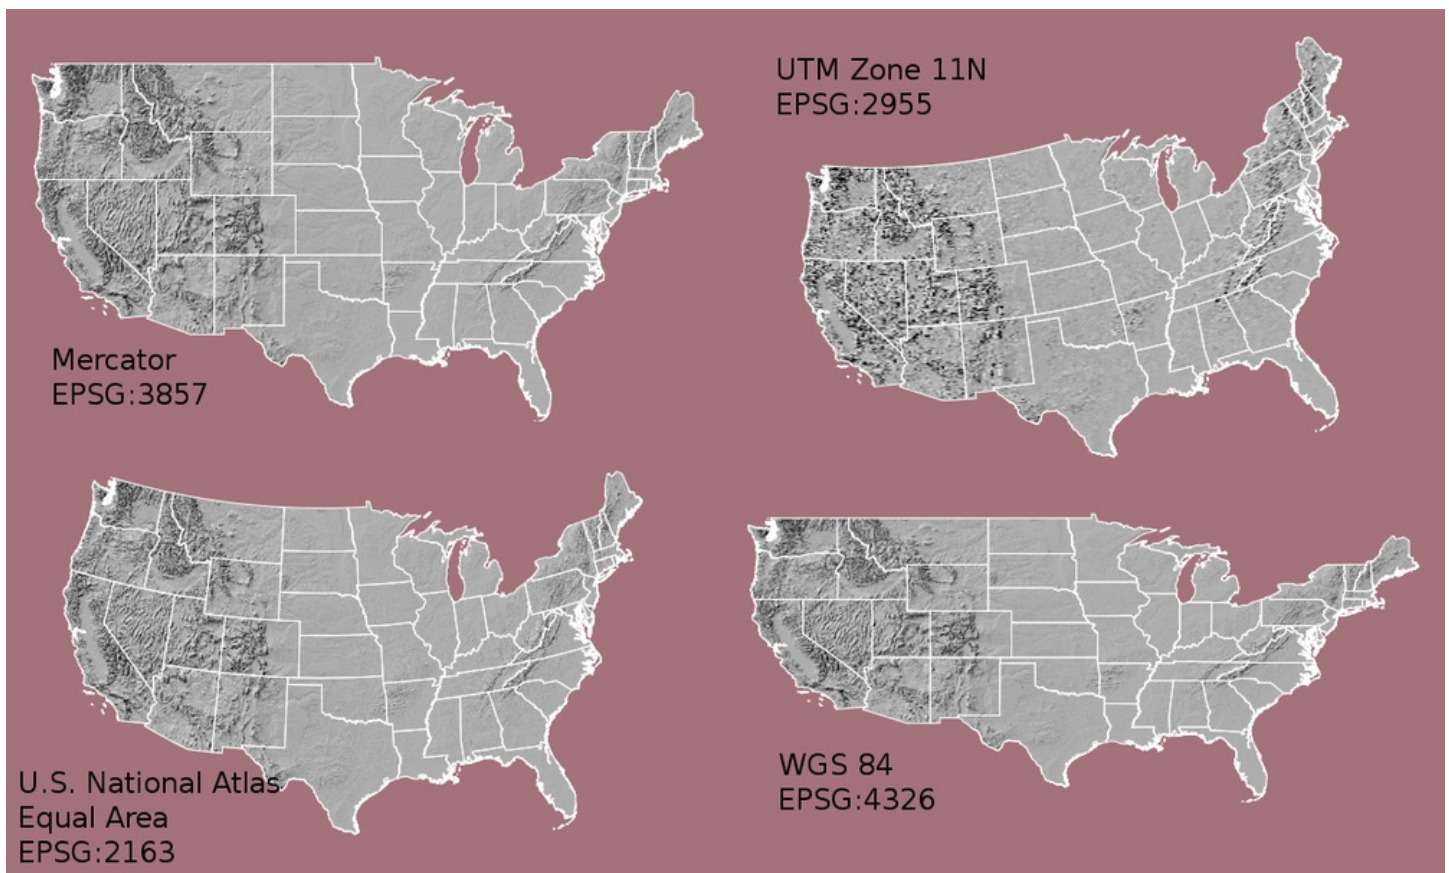 Mercator
EPSG:3857
UTM Zone 11N
EPSG:2955
U.S. National Atlas
Equal Area
EPSG:2163
WGS 84
EPSG:4326